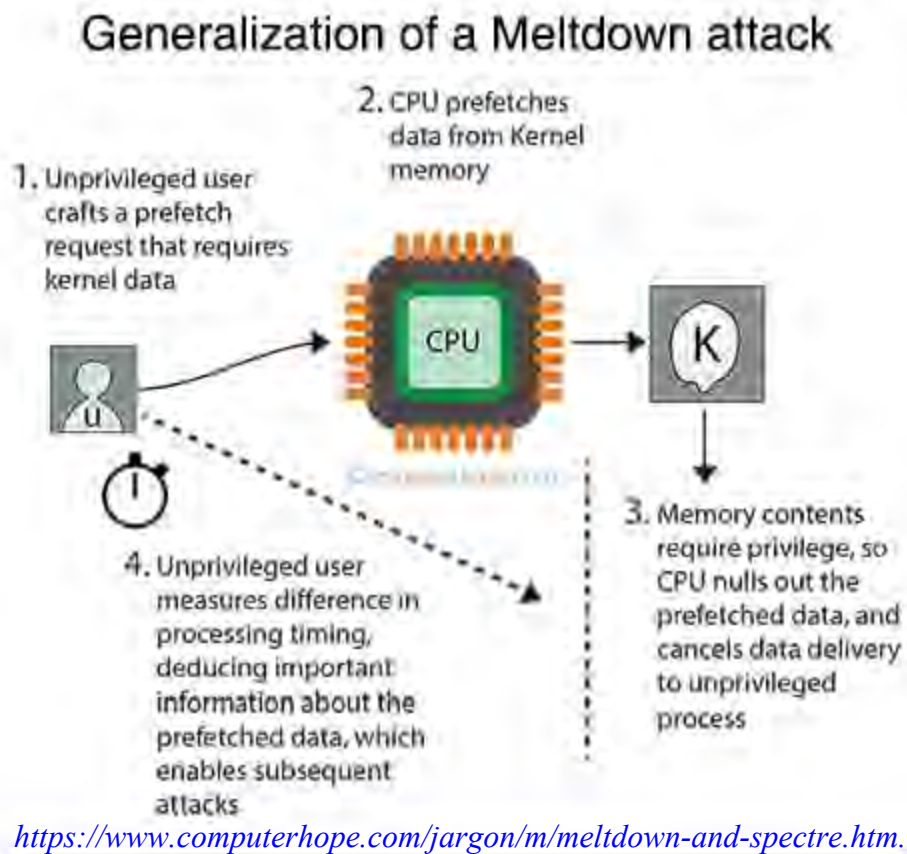 Generalization of a Meltdown attack
1. Unprivileged user
crafts a prefetch
request that requires
kernel data
2. CPU prefetches
data from Kernel
memory
CPU
K
u
3. Memory contents
require privilege, so
CPU nulls out the
prefetched data, and
cancels data delivery
to unprivileged
process
4. Unprivileged user
measures difference in
processing timing,
deducing important
information about the
prefetched data, which
enables subsequent
attacks
https://www.computerhope.com/jargon/m/meltdown-and-spectre.htm.